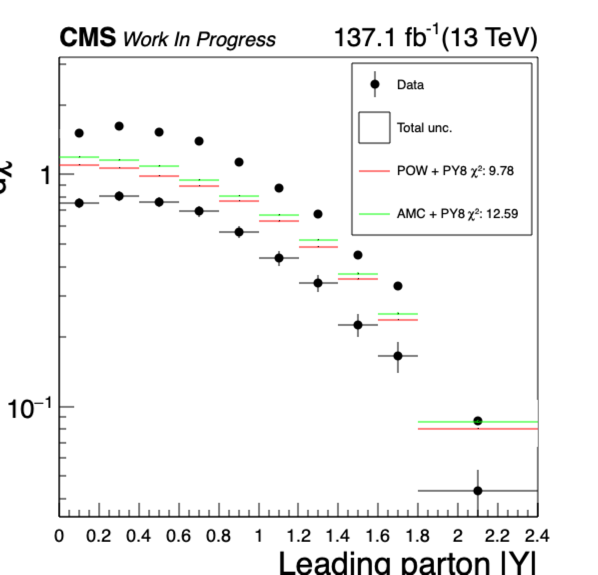 CMS Work In Progress 137.1 fb⁻¹(13 TeV)
Data
Total unc.
POW + PY8 χ²: 9.78
AMC + PY8 χ²: 12.59
1
10⁻¹
0 0.2 0.4 0.6 0.8 1 1.2 1.4 1.6 1.8 2 2.2 2.4
Leading parton |Y|